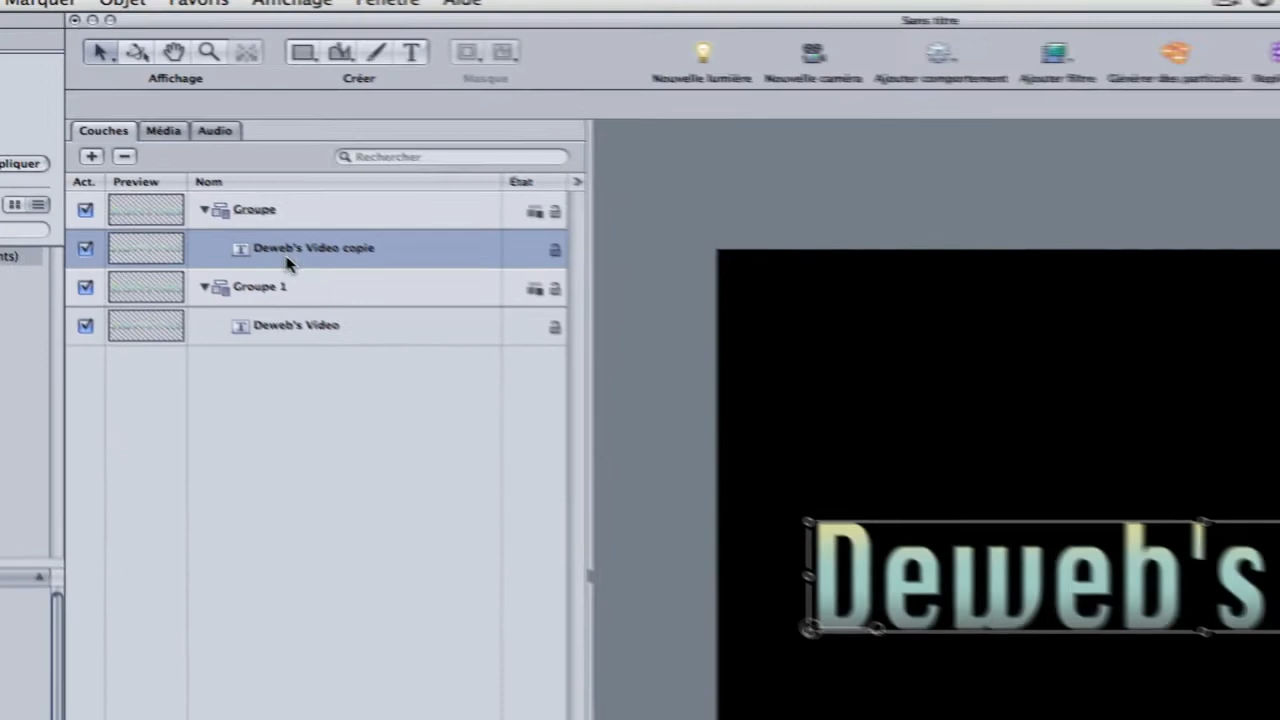 Marquer Objet Favoris Affichage Fenêtre Aide
Sans titre
Affichage Créer Masque Nouvelle lumière Nouvelle caméra Ajouter comportement Ajouter filtre Générer des particules
Couches Média Audio
pliquer
Rechercher
Act. Preview Nom État
Groupe
Deweb's Video copie
nts)
Groupe 1
Deweb's Video
Deweb's